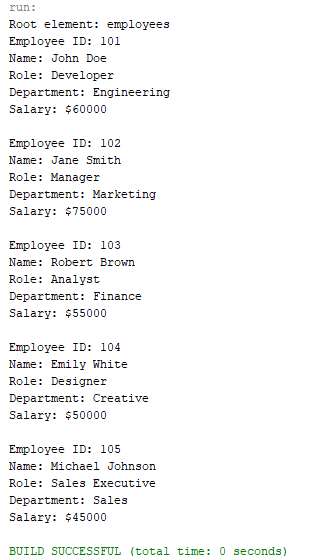 run:
Root element: employees
Employee ID: 101
Name: John Doe
Role: Developer
Department: Engineering
Salary: $60000
Employee ID: 102
Name: Jane Smith
Role: Manager
Department: Marketing
Salary: $75000
Employee ID: 103
Name: Robert Brown
Role: Analyst
Department: Finance
Salary: $55000
Employee ID: 104
Name: Emily White
Role: Designer
Department: Creative
Salary: $50000
Employee ID: 105
Name: Michael Johnson
Role: Sales Executive
Department: Sales
Salary: $45000
BUILD SUCCESSFUL (total time: 0 seconds)